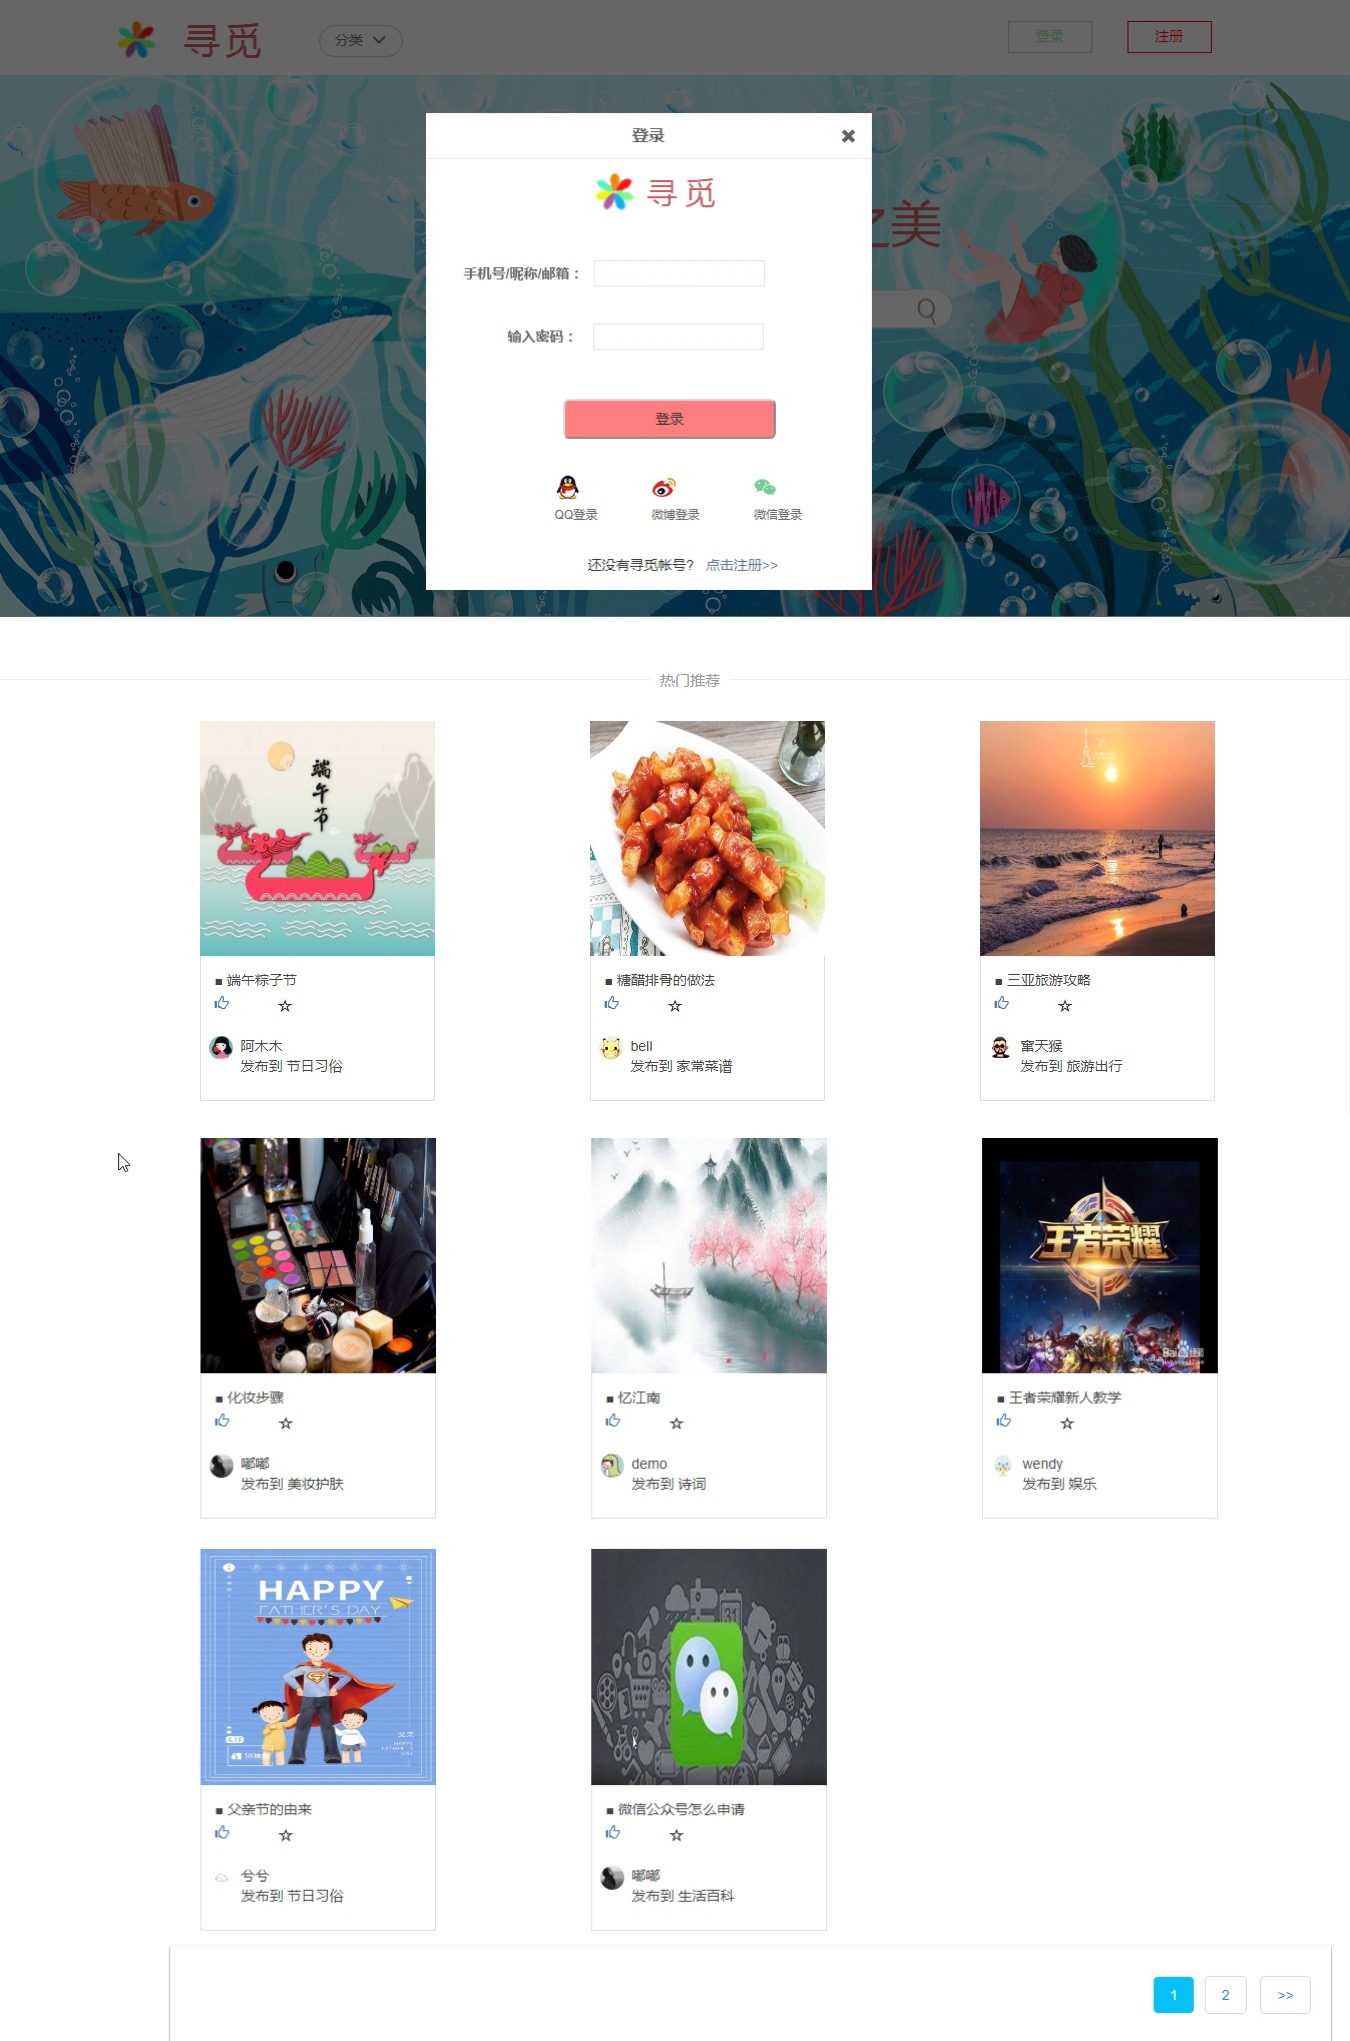 寻觅
分类
登录
注册
登录
寻觅
之美
手机号/昵称/邮箱：
输入密码：
登录
QQ登录
微博登录
微信登录
还没有寻觅帐号? 点击注册>>
热门推荐
端午节
■ 端午粽子节
阿木木
发布到 节日习俗
■ 糖醋排骨的做法
bell
发布到 家常菜谱
■ 三亚旅游攻略
窜天猴
发布到 旅游出行
■ 化妆步骤
嘟嘟
发布到 美妆护肤
■ 忆江南
demo
发布到 诗词
王者荣耀
■ 王者荣耀新人教学
wendy
发布到 娱乐
HAPPY
FATHER'S DAY
■ 父亲节的由来
兮兮
发布到 节日习俗
■ 微信公众号怎么申请
嘟嘟
发布到 生活百科
1
2
>>